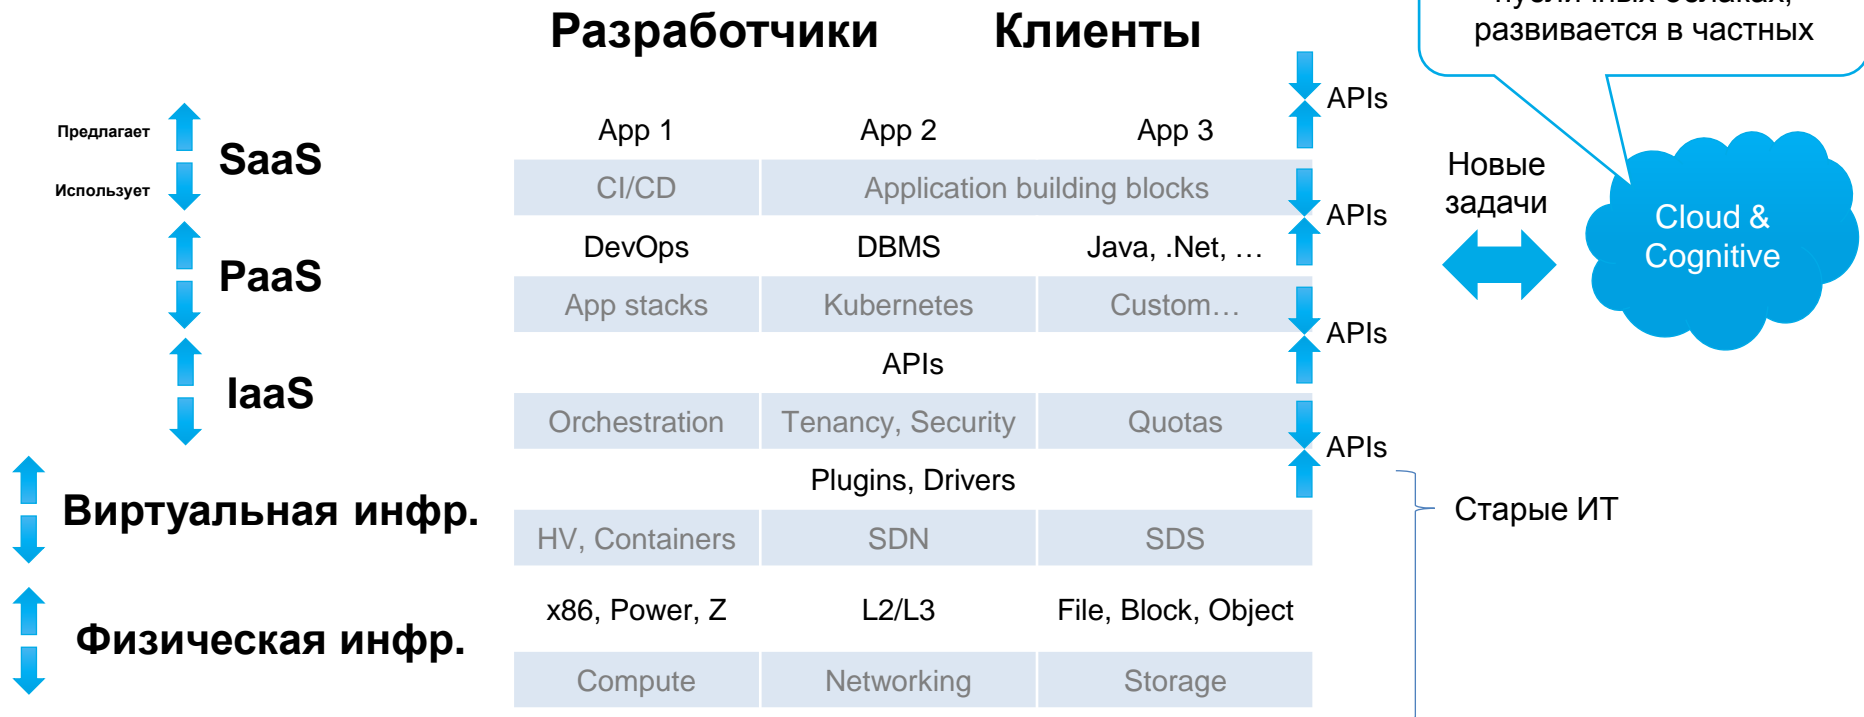 Разработчики
Клиенты
публичных облаках,
развивается в частных
APIs
Предлагает
Использует
SaaS
App 1
App 2
App 3
CI/CD
Application building blocks
APIs
Новые
задачи
Cloud &
Cognitive
PaaS
DevOps
DBMS
Java, .Net, …
App stacks
Kubernetes
Custom…
APIs
IaaS
APIs
Orchestration
Tenancy, Security
Quotas
APIs
Виртуальная инфр.
Plugins, Drivers
HV, Containers
SDN
SDS
Старые ИТ
Физическая инфр.
x86, Power, Z
L2/L3
File, Block, Object
Compute
Networking
Storage